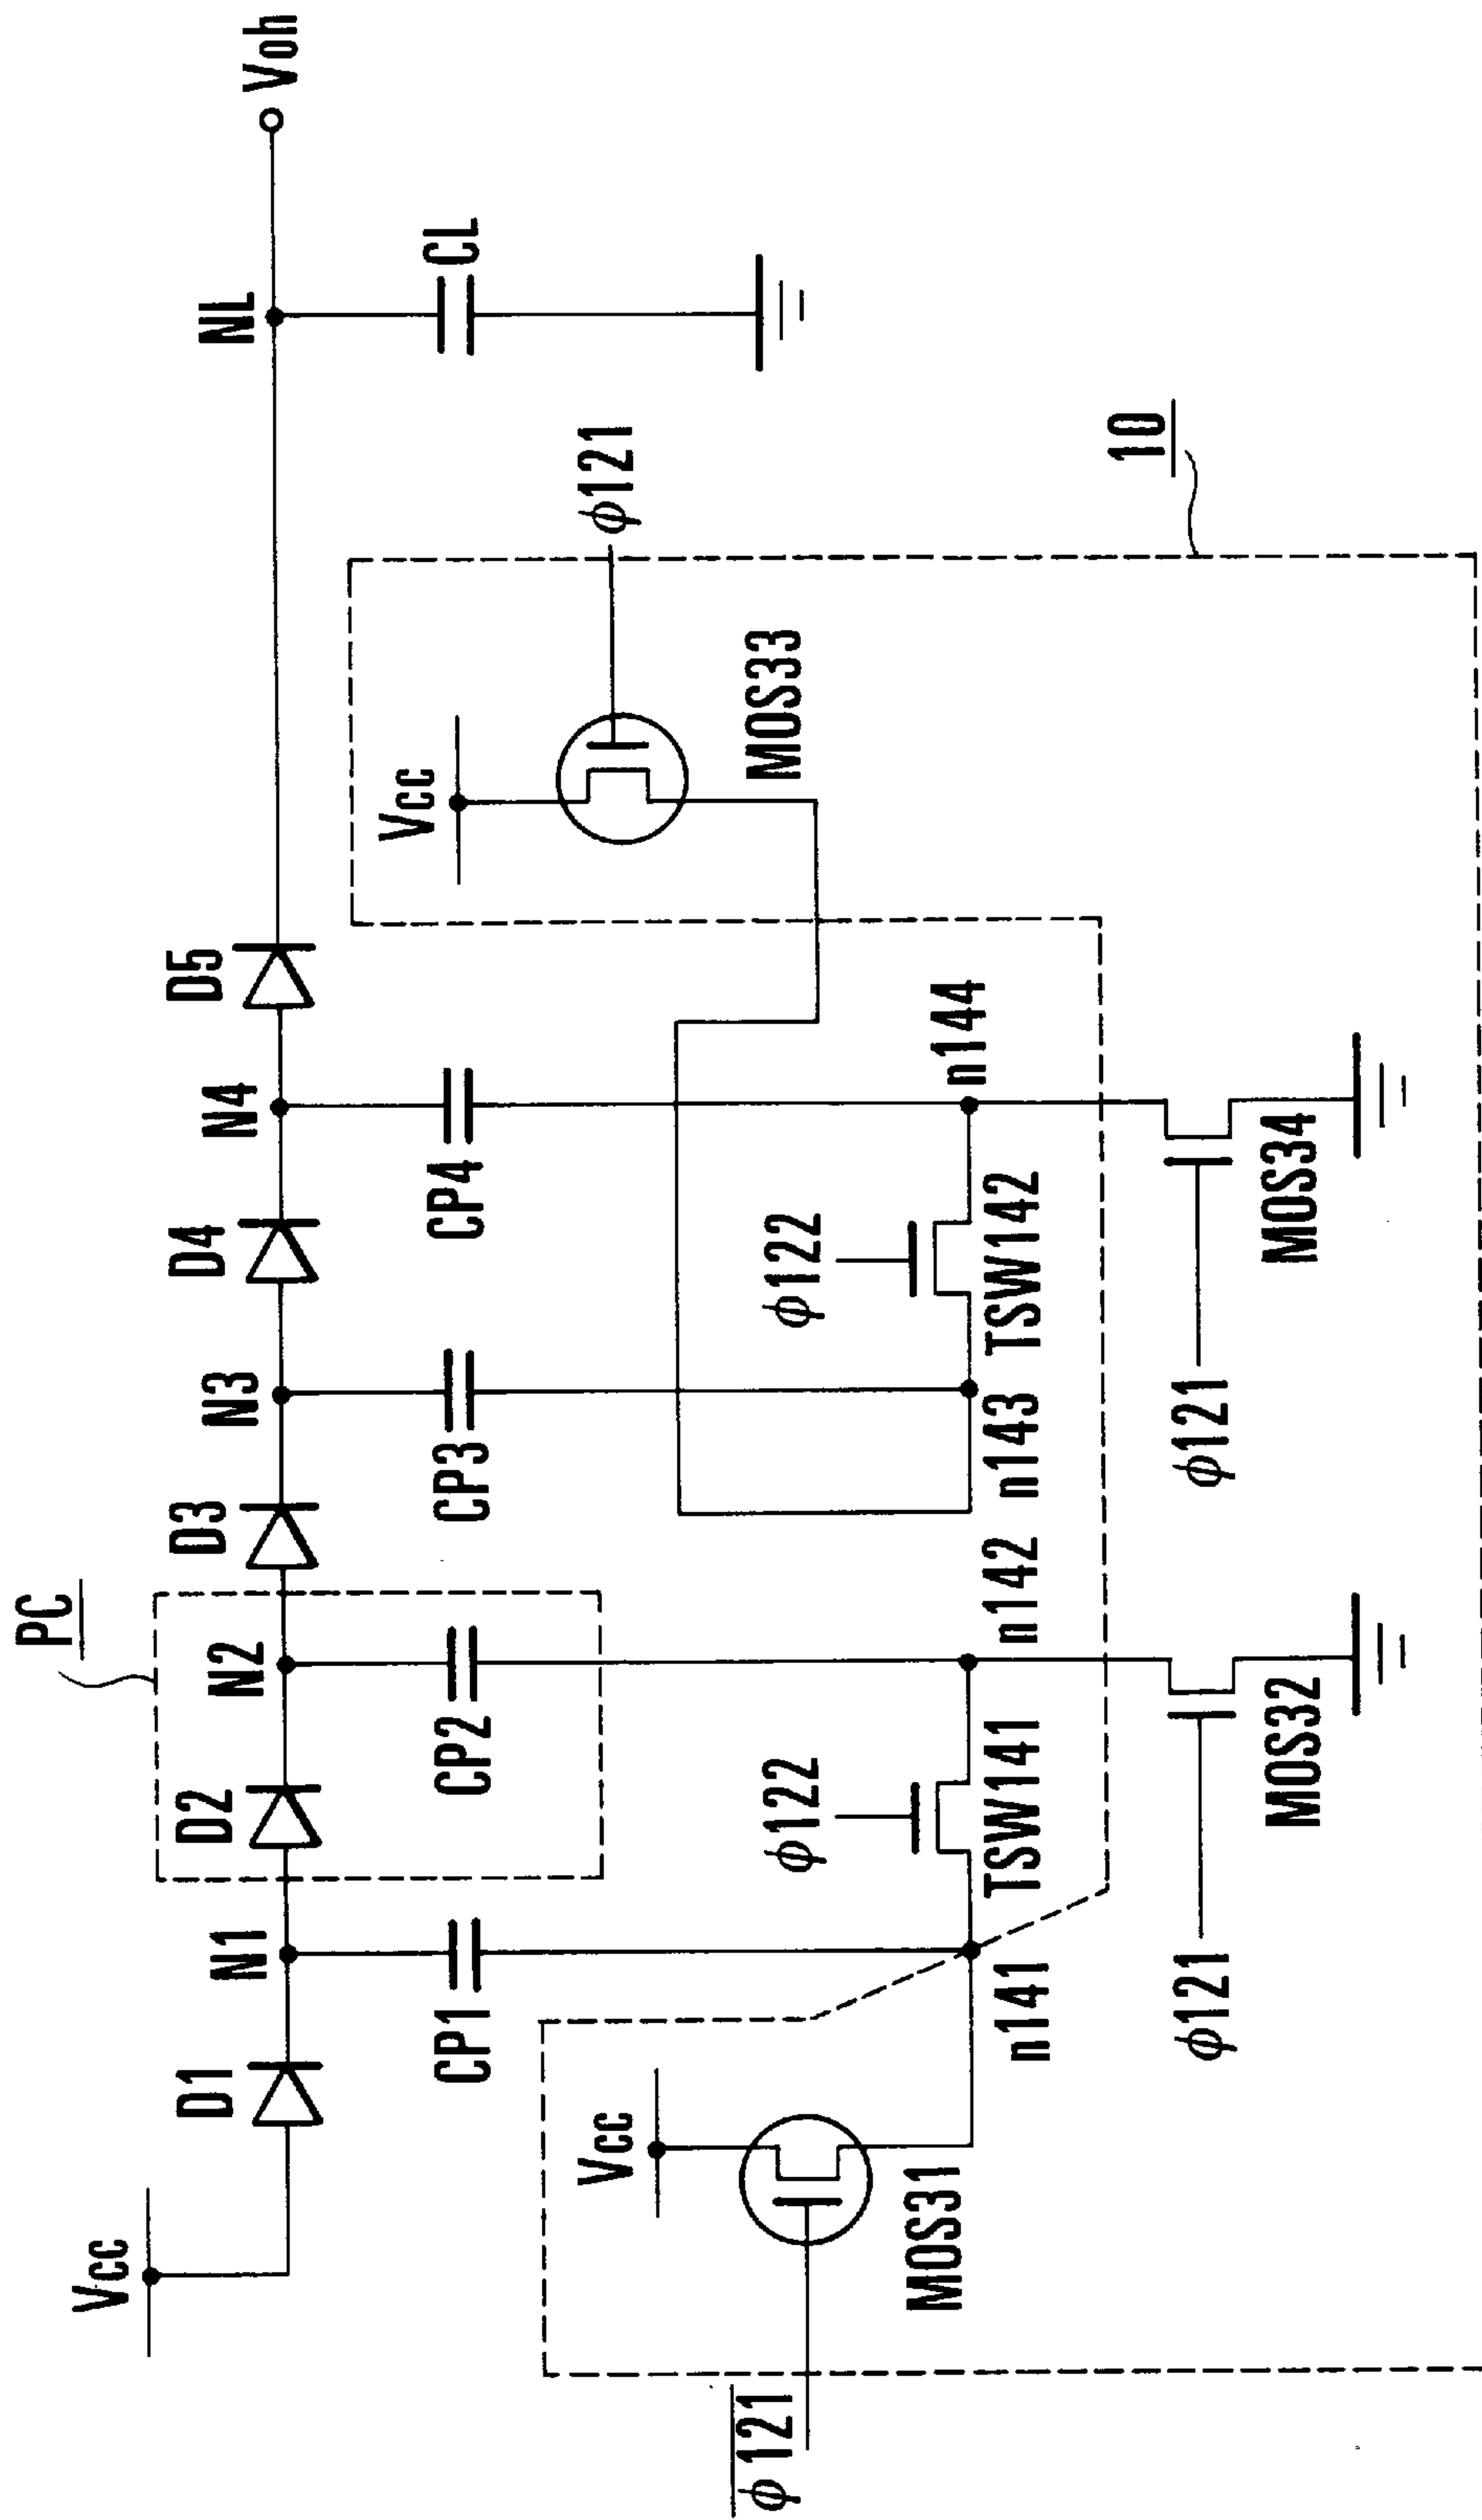 PC
Vcc
D1
N1
D2
N2
D3
N3
D4
N4
D5
NL
Voh
CP1
CP2
CP3
CP4
CL
Vcc
φ121
Vcc
φ121
MOS31
MOS33
φ122
φ122
n141
TSW141
n142
n143
TSW142
n144
10
φ121
MOS32
φ121
MOS34